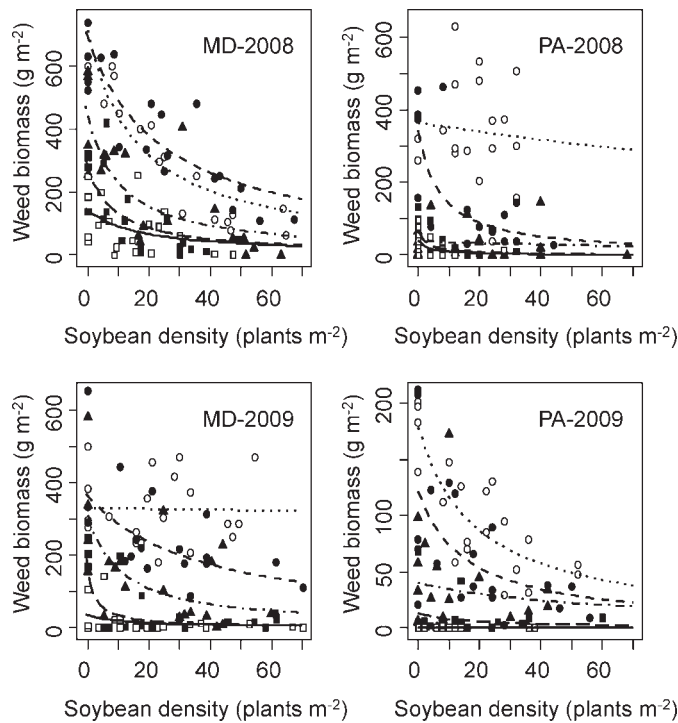 MD-2008
Weed biomass (g m-2)
600
400
200
0
0 20 40 60
Soybean density (plants m-2)
PA-2008
Weed biomass (g m-2)
600
400
200
0
0 20 40 60
Soybean density (plants m-2)
MD-2009
Weed biomass (g m-2)
600
400
200
0
0 20 40 60
Soybean density (plants m-2)
PA-2009
Weed biomass (g m-2)
200
100
50
0
0 20 40 60
Soybean density (plants m-2)